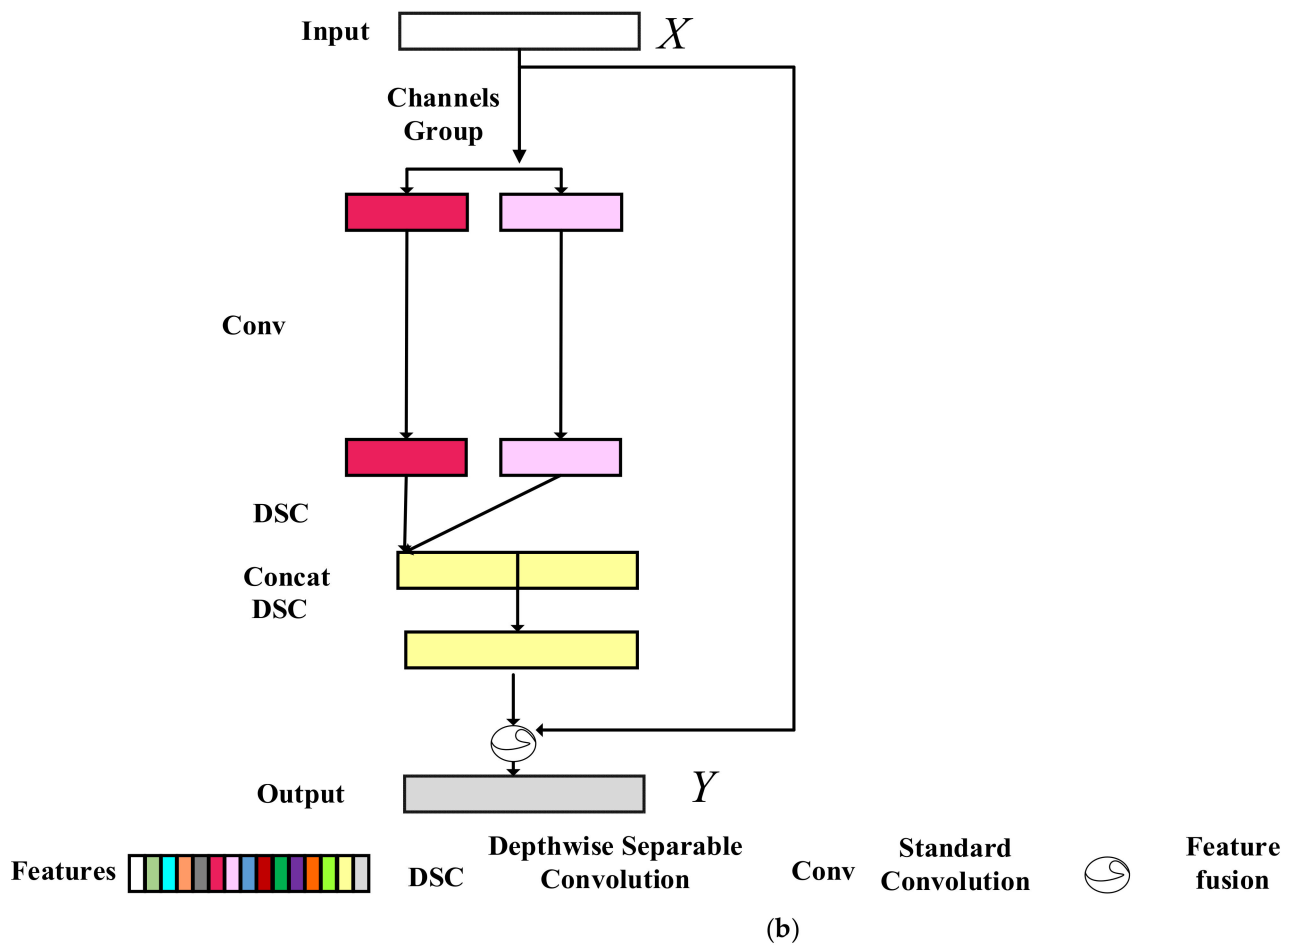 Input X
Channels
Group
Conv
DSC
Concat
DSC
Output Y
Features
DSC
Depthwise Separable
Convolution
Conv
Standard
Convolution
Feature
fusion
(b)